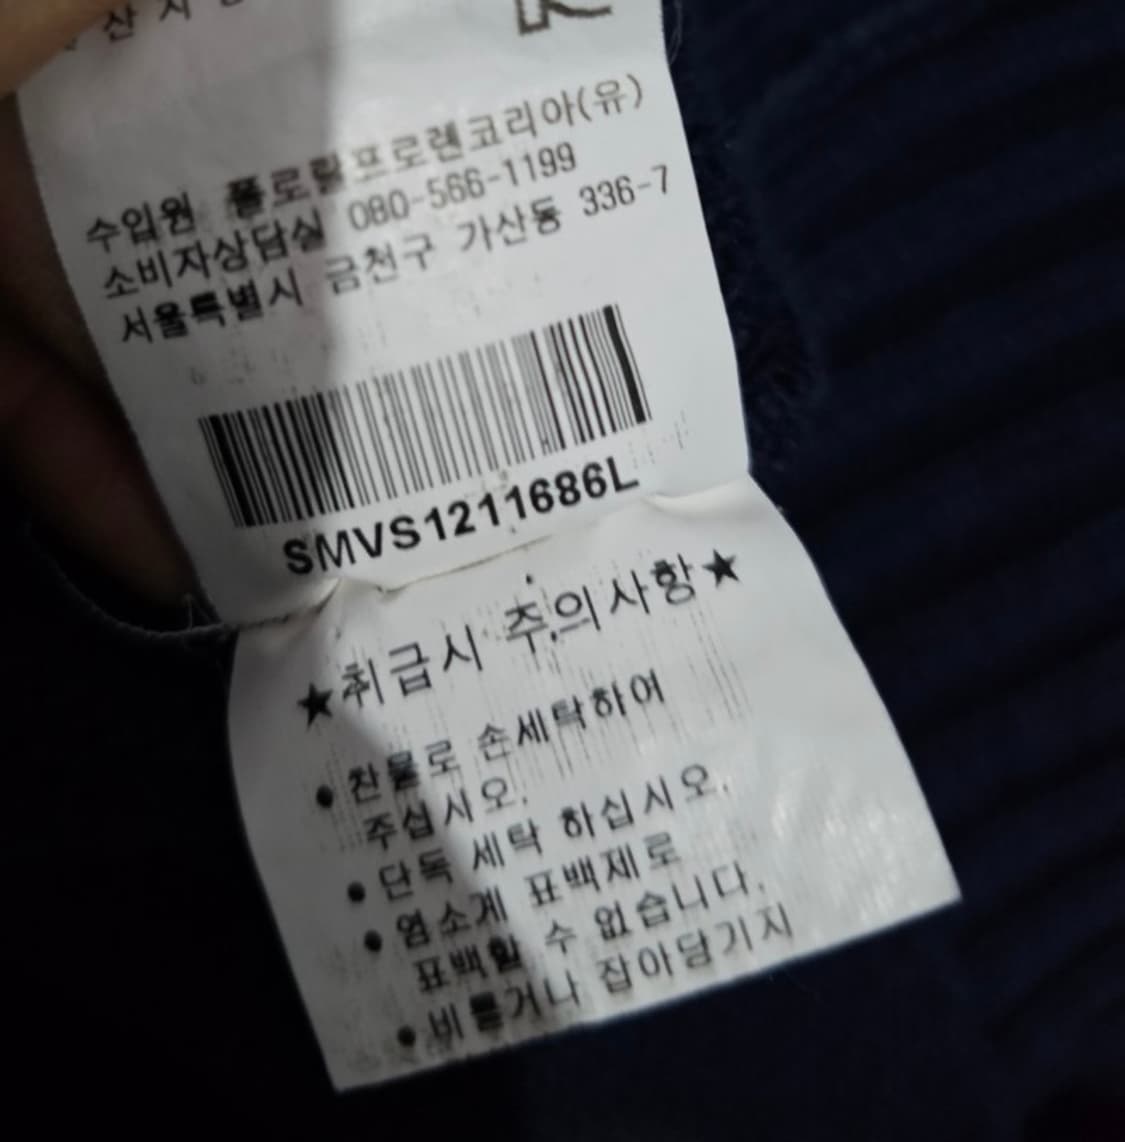 산지
수입원 폴로랄프로렌코리아(유)
소비자상담실 080-566-1199
서울특별시 금천구 가산동 336-7
SMVS1211686L
★취급시 주의사항★
• 찬물로 손세탁하여
주십시오.
• 단독 세탁 하십시오.
• 염소계 표백제로
표백할 수 없습니다.
• 비틀거나 잡아당기지